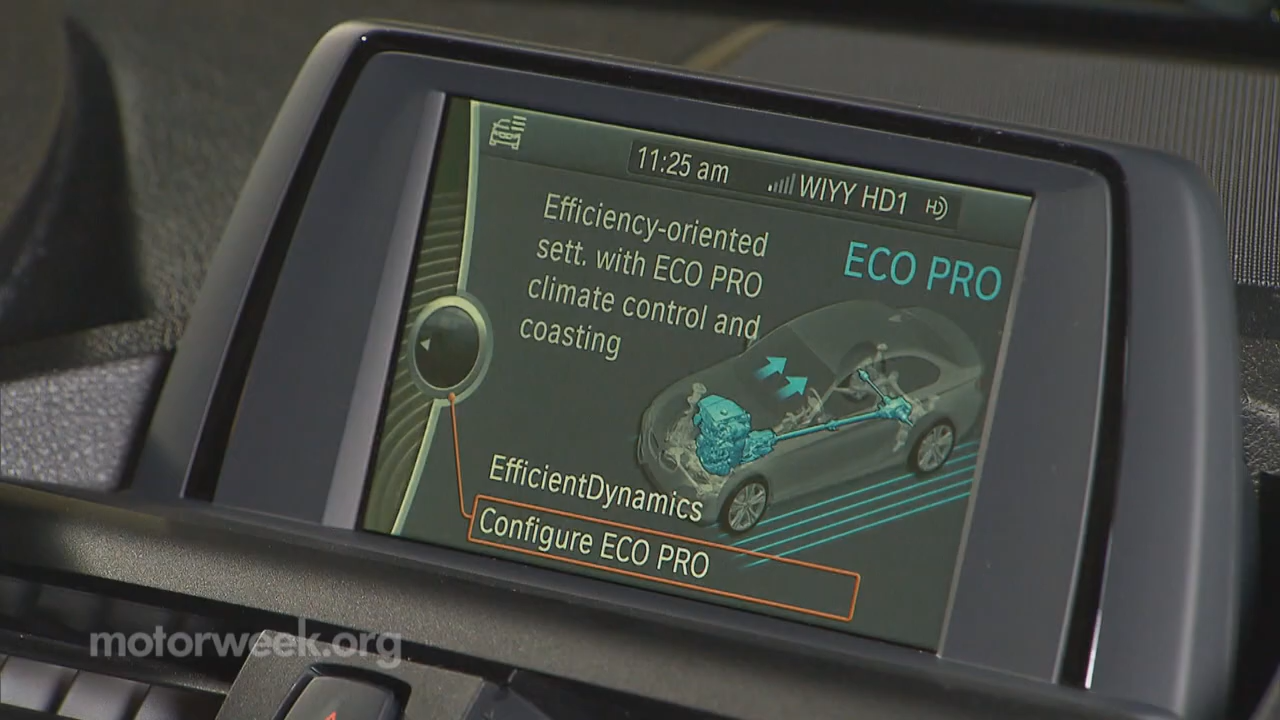 11:25 am WIYY HD1 HD
Efficiency-oriented
sett. with ECO PRO
climate control and
coasting
ECO PRO
EfficientDynamics
Configure ECO PRO
motorweek.org